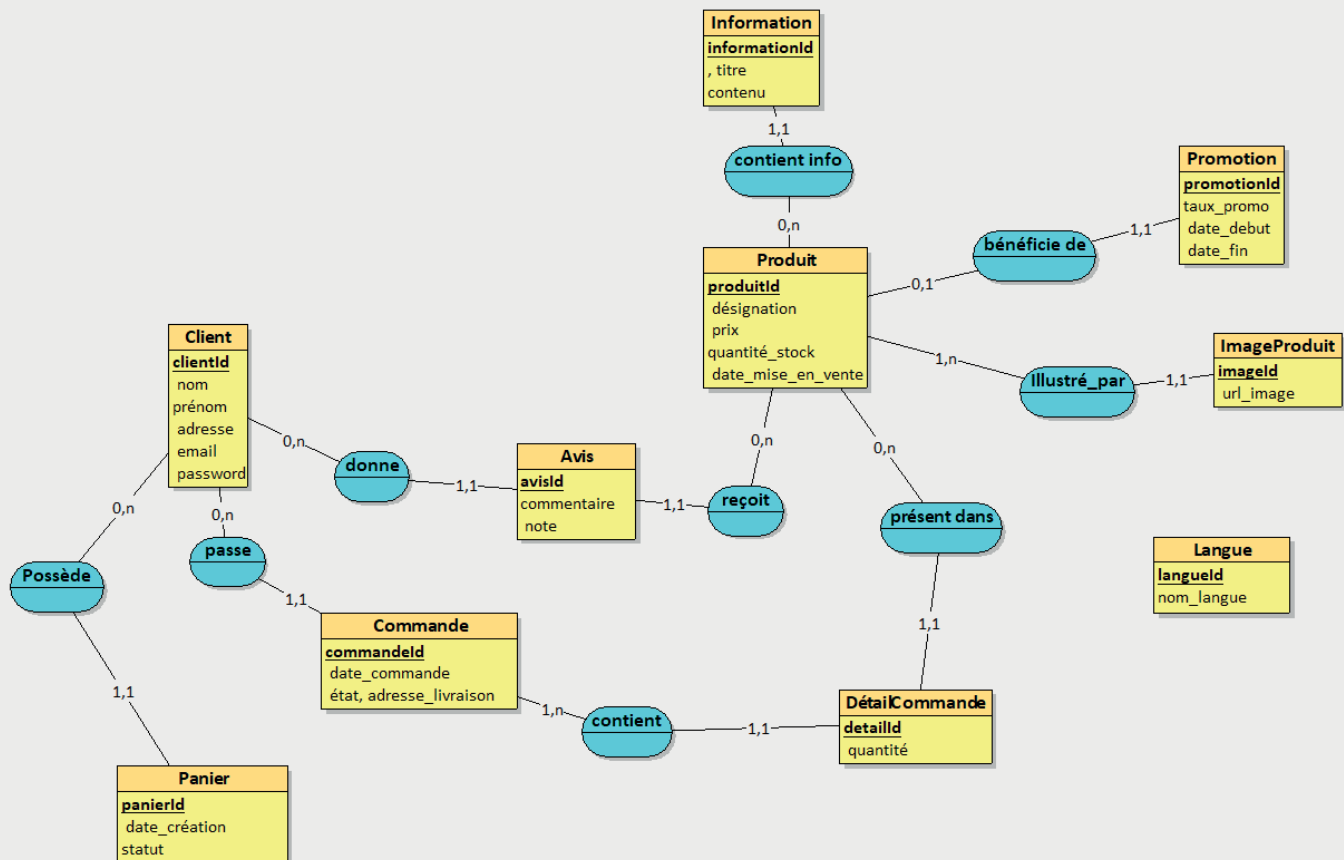 Information
informationId
, titre
contenu
1,1
contient info
0,n
Promotion
promotionId
taux_promo
date_debut
date_fin
1,1
bénéficie de
0,1
Produit
produitId
désignation
prix
quantité_stock
date_mise_en_vente
1,n
Illustré_par
1,1
ImageProduit
imageId
url_image
Client
clientId
nom
prénom
adresse
email
password
0,n
donne
1,1
Avis
avisId
commentaire
note
1,1
reçoit
0,n
0,n
présent dans
1,1
Langue
langueId
nom_langue
0,n
Possède
1,1
0,n
passe
1,1
Commande
commandeId
date_commande
état, adresse_livraison
1,n
contient
1,1
DétailCommande
detailId
quantité
Panier
panierId
date_création
statut